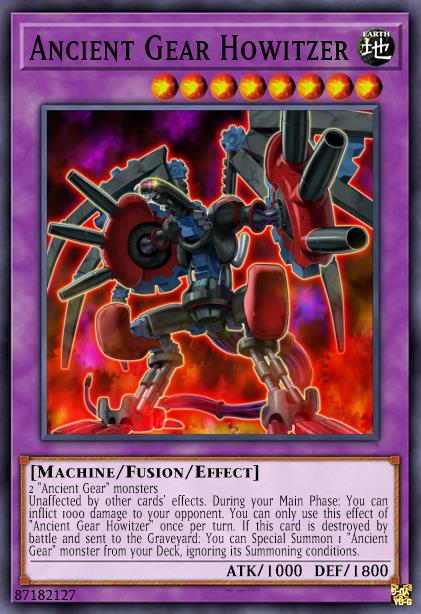 ANCIENT GEAR HOWITZER
EARTH
地
[MACHINE/FUSION/EFFECT]
2 "Ancient Gear" monsters
Unaffected by other cards' effects. During your Main Phase: You can
inflict 1000 damage to your opponent. You can only use this effect of
"Ancient Gear Howitzer" once per turn. If this card is destroyed by
battle and sent to the Graveyard: You can Special Summon 1 "Ancient
Gear" monster from your Deck, ignoring its Summoning conditions.
ATK/1000 DEF/1800
87182127